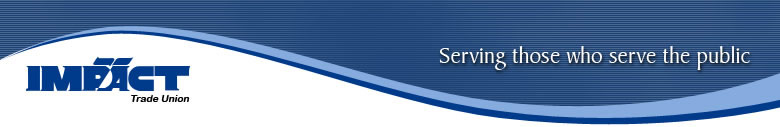 Serving those who serve the public
IMPACT
Trade Union